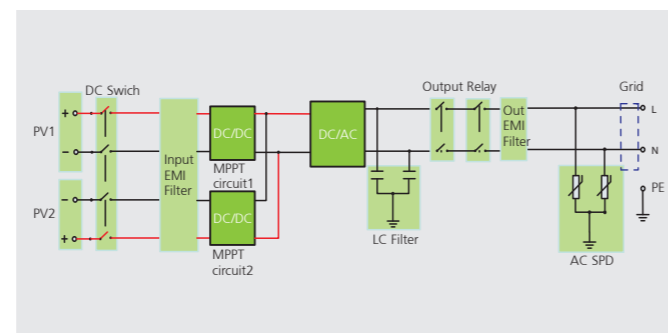 DC Swich
Output Relay
Grid
PV1
+
−
PV2
−
+
Input
EMI
Filter
DC/DC
MPPT
circuit1
DC/DC
MPPT
circuit2
DC/AC
LC Filter
Out
EMI
Filter
AC SPD
L
N
PE